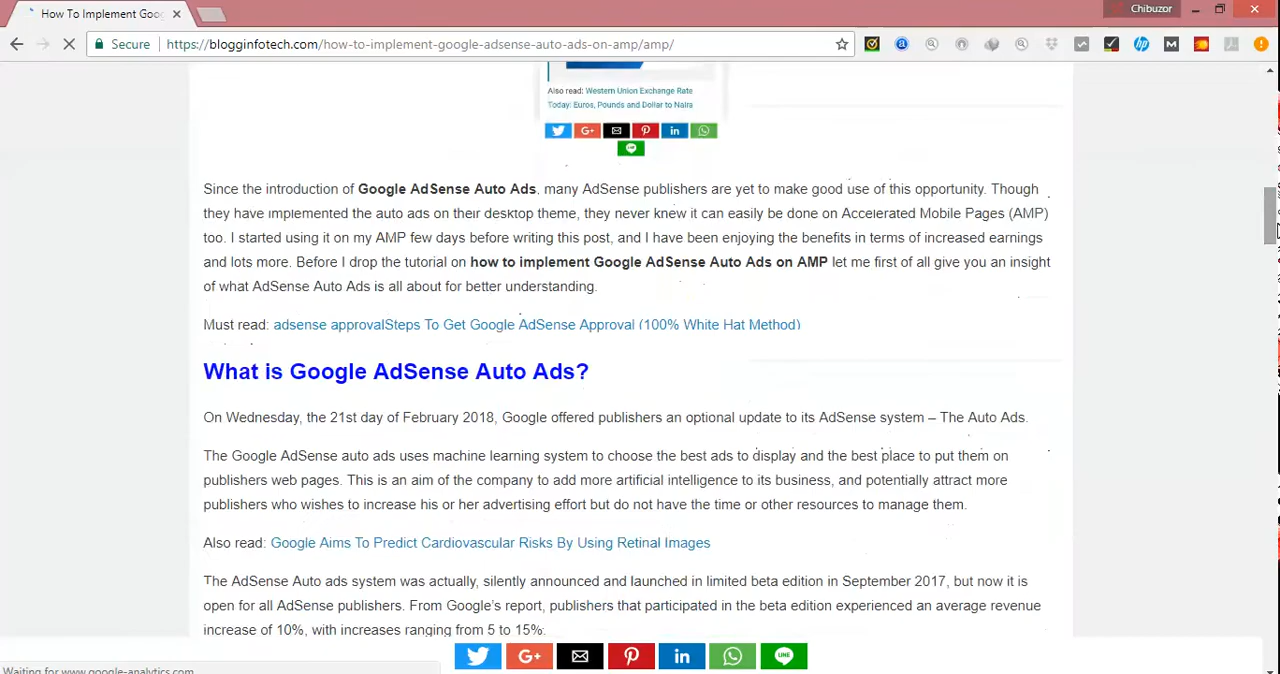 How To Implement Goo
Chibuzor
Secure
https://blogginfotech.com/how-to-implement-google-adsense-auto-ads-on-amp/amp/
Also read: Western Union Exchange Rate
Today: Euros, Pounds and Dollar to Naira
Since the introduction of Google AdSense Auto Ads, many AdSense publishers are yet to make good use of this opportunity. Though
they have implemented the auto ads on their desktop theme, they never knew it can easily be done on Accelerated Mobile Pages (AMP)
too. I started using it on my AMP few days before writing this post, and I have been enjoying the benefits in terms of increased earnings
and lots more. Before I drop the tutorial on how to implement Google AdSense Auto Ads on AMP let me first of all give you an insight
of what AdSense Auto Ads is all about for better understanding.
Must read: adsense approvalSteps To Get Google AdSense Approval (100% White Hat Method)
What is Google AdSense Auto Ads?
On Wednesday, the 21st day of February 2018, Google offered publishers an optional update to its AdSense system – The Auto Ads.
The Google AdSense auto ads uses machine learning system to choose the best ads to display and the best place to put them on
publishers web pages. This is an aim of the company to add more artificial intelligence to its business, and potentially attract more
publishers who wishes to increase his or her advertising effort but do not have the time or other resources to manage them.
Also read: Google Aims To Predict Cardiovascular Risks By Using Retinal Images
The AdSense Auto ads system was actually, silently announced and launched in limited beta edition in September 2017, but now it is
open for all AdSense publishers. From Google's report, publishers that participated in the beta edition experienced an average revenue
increase of 10%, with increases ranging from 5 to 15%.
Waiting for www.google-analytics.com